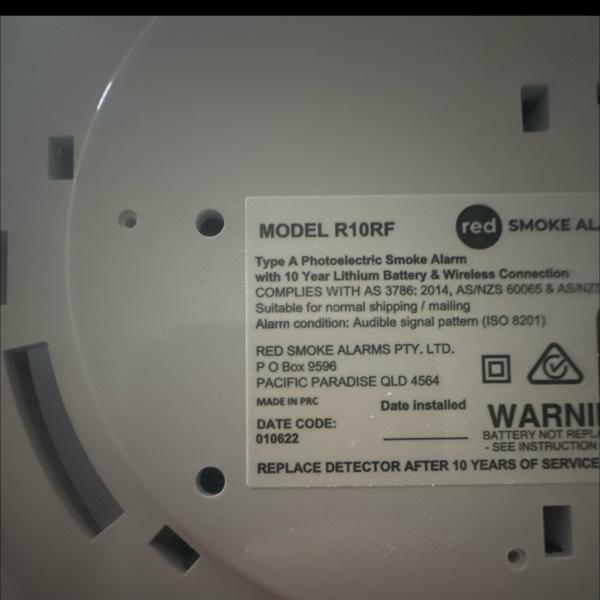 MODEL R10RF
red SMOKE AL
Type A Photoelectric Smoke Alarm
with 10 Year Lithium Battery & Wireless Connection
COMPLIES WITH AS 3786: 2014, AS/NZS 60065 & AS/NZS
Suitable for normal shipping / mailing
Alarm condition: Audible signal pattern (ISO 8201)
RED SMOKE ALARMS PTY. LTD.
P O Box 9596
PACIFIC PARADISE QLD 4564
MADE IN PRC
Date installed
DATE CODE:
010622
WARNI
BATTERY NOT REPLA
- SEE INSTRUCTION
REPLACE DETECTOR AFTER 10 YEARS OF SERVICE